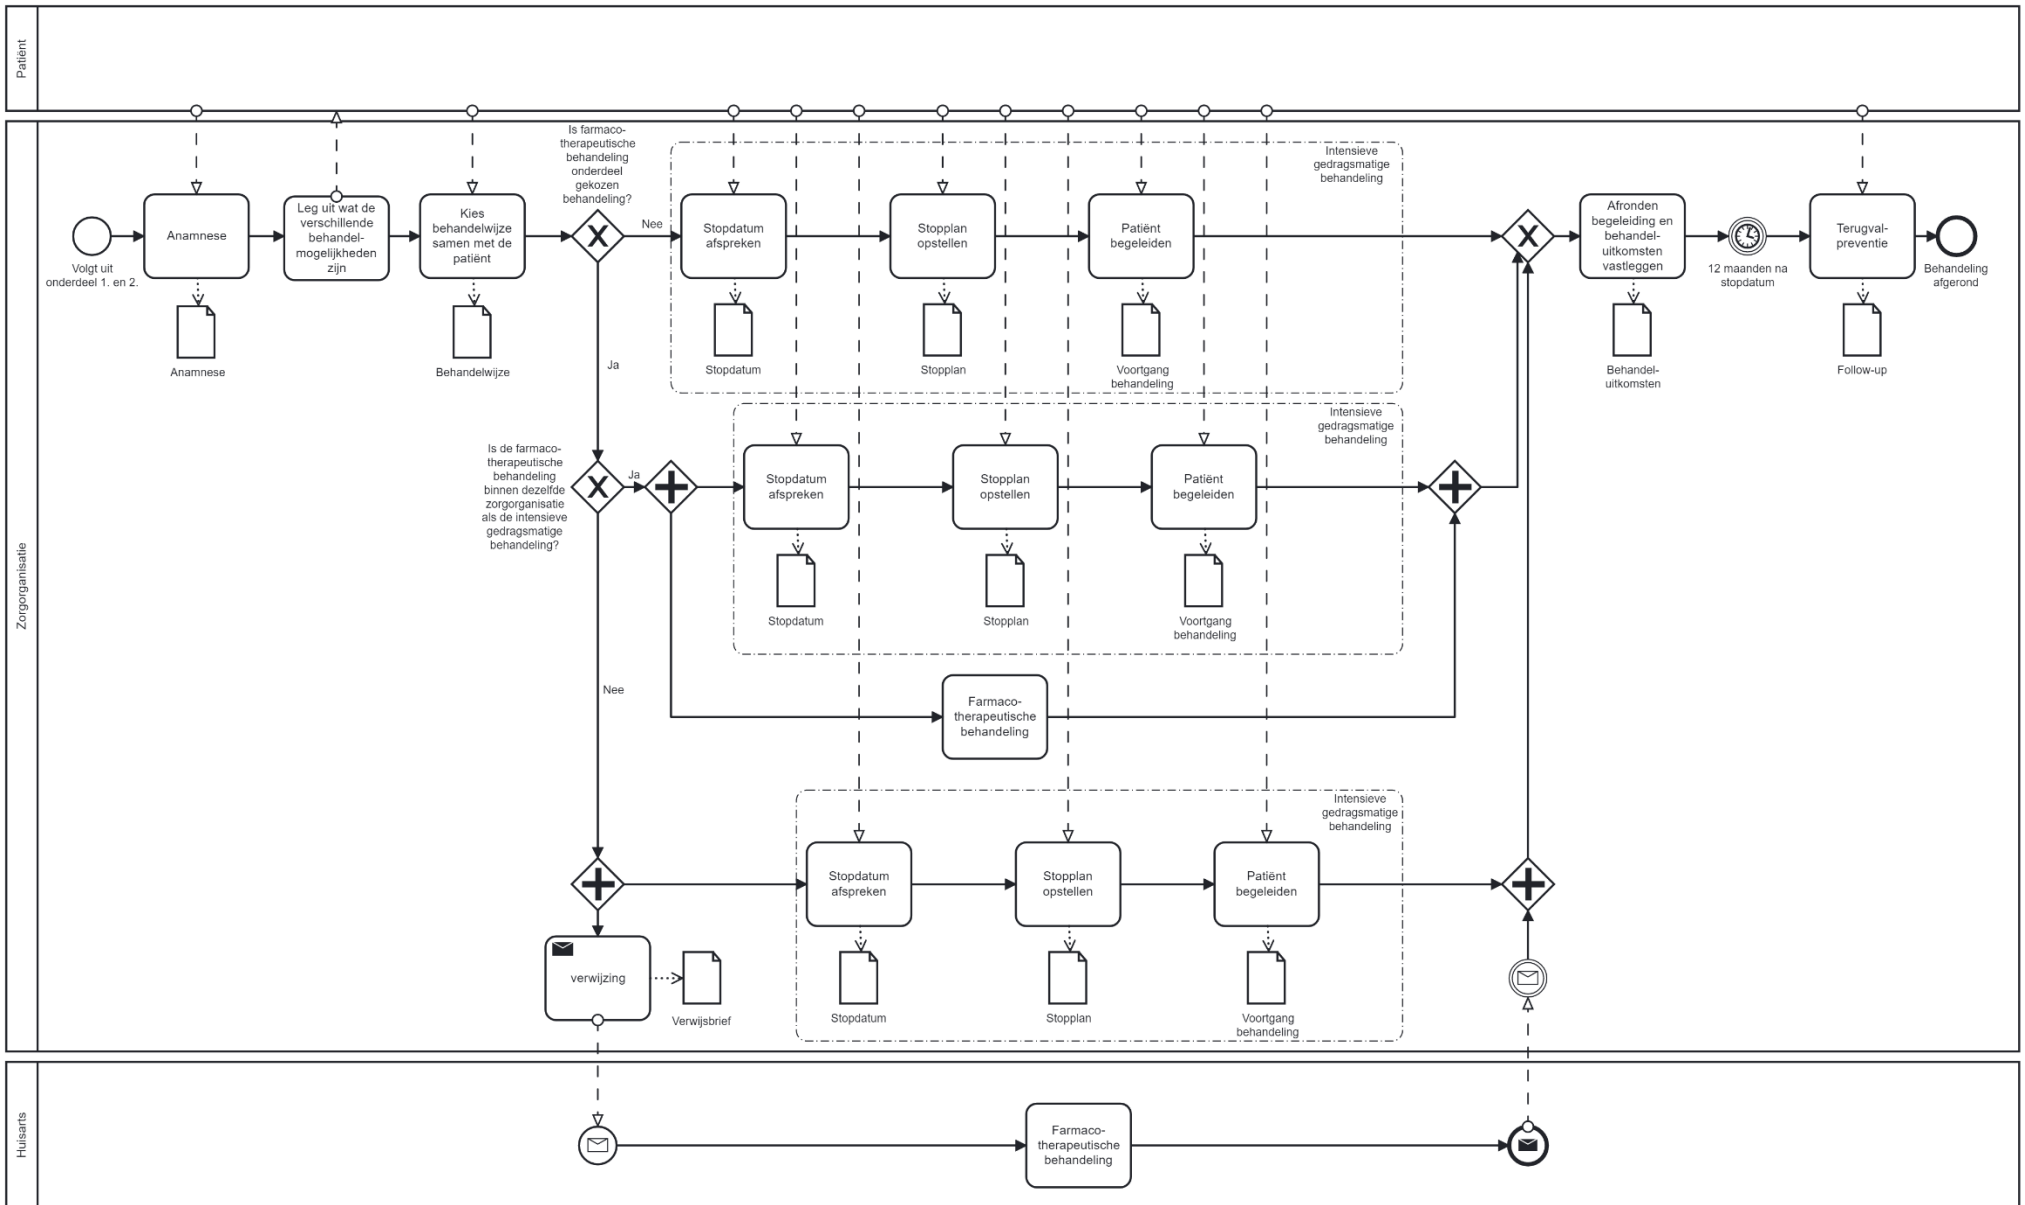 Patiënt
Zorgorganisatie
Volgt uit
onderdeel 1. en 2.
Anamnese
Anamnese
Leg uit wat de
verschillende
behandel-
mogelijkheden
zijn
Kies
behandelwijze
samen met de
patiënt
Behandelwijze
Is farmaco-
therapeutische
behandeling
onderdeel
gekozen
behandeling?
Nee
Ja
Intensieve
gedragsmatige
behandeling
Stopdatum
afspreken
Stopdatum
Stopplan
opstellen
Stopplan
Patiënt
begeleiden
Voortgang
behandeling
Afronden
begeleiding en
behandel-
uitkomsten
vastleggen
Behandel-
uitkomsten
12 maanden na
stopdatum
Terugval-
preventie
Follow-up
Behandeling
afgerond
Is de farmaco-
therapeutische
behandeling
binnen dezelfde
zorgorganisatie
als de intensieve
gedragsmatige
behandeling?
Ja
Nee
Intensieve
gedragsmatige
behandeling
Stopdatum
afspreken
Stopdatum
Stopplan
opstellen
Stopplan
Patiënt
begeleiden
Voortgang
behandeling
Farmaco-
therapeutische
behandeling
Intensieve
gedragsmatige
behandeling
Stopdatum
afspreken
Stopdatum
Stopplan
opstellen
Stopplan
Patiënt
begeleiden
Voortgang
behandeling
verwijzing
Verwijsbrief
Huisarts
Farmaco-
therapeutische
behandeling